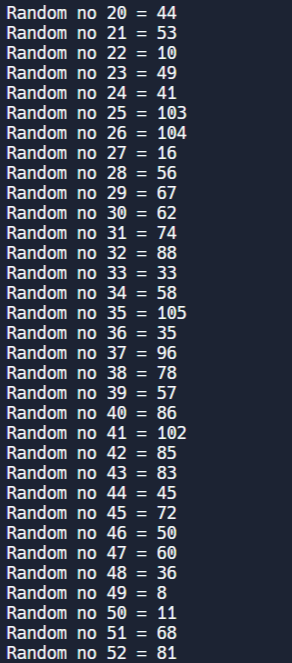 Random no 20 = 44
Random no 21 = 53
Random no 22 = 10
Random no 23 = 49
Random no 24 = 41
Random no 25 = 103
Random no 26 = 104
Random no 27 = 16
Random no 28 = 56
Random no 29 = 67
Random no 30 = 62
Random no 31 = 74
Random no 32 = 88
Random no 33 = 33
Random no 34 = 58
Random no 35 = 105
Random no 36 = 35
Random no 37 = 96
Random no 38 = 78
Random no 39 = 57
Random no 40 = 86
Random no 41 = 102
Random no 42 = 85
Random no 43 = 83
Random no 44 = 45
Random no 45 = 72
Random no 46 = 50
Random no 47 = 60
Random no 48 = 36
Random no 49 = 8
Random no 50 = 11
Random no 51 = 68
Random no 52 = 81